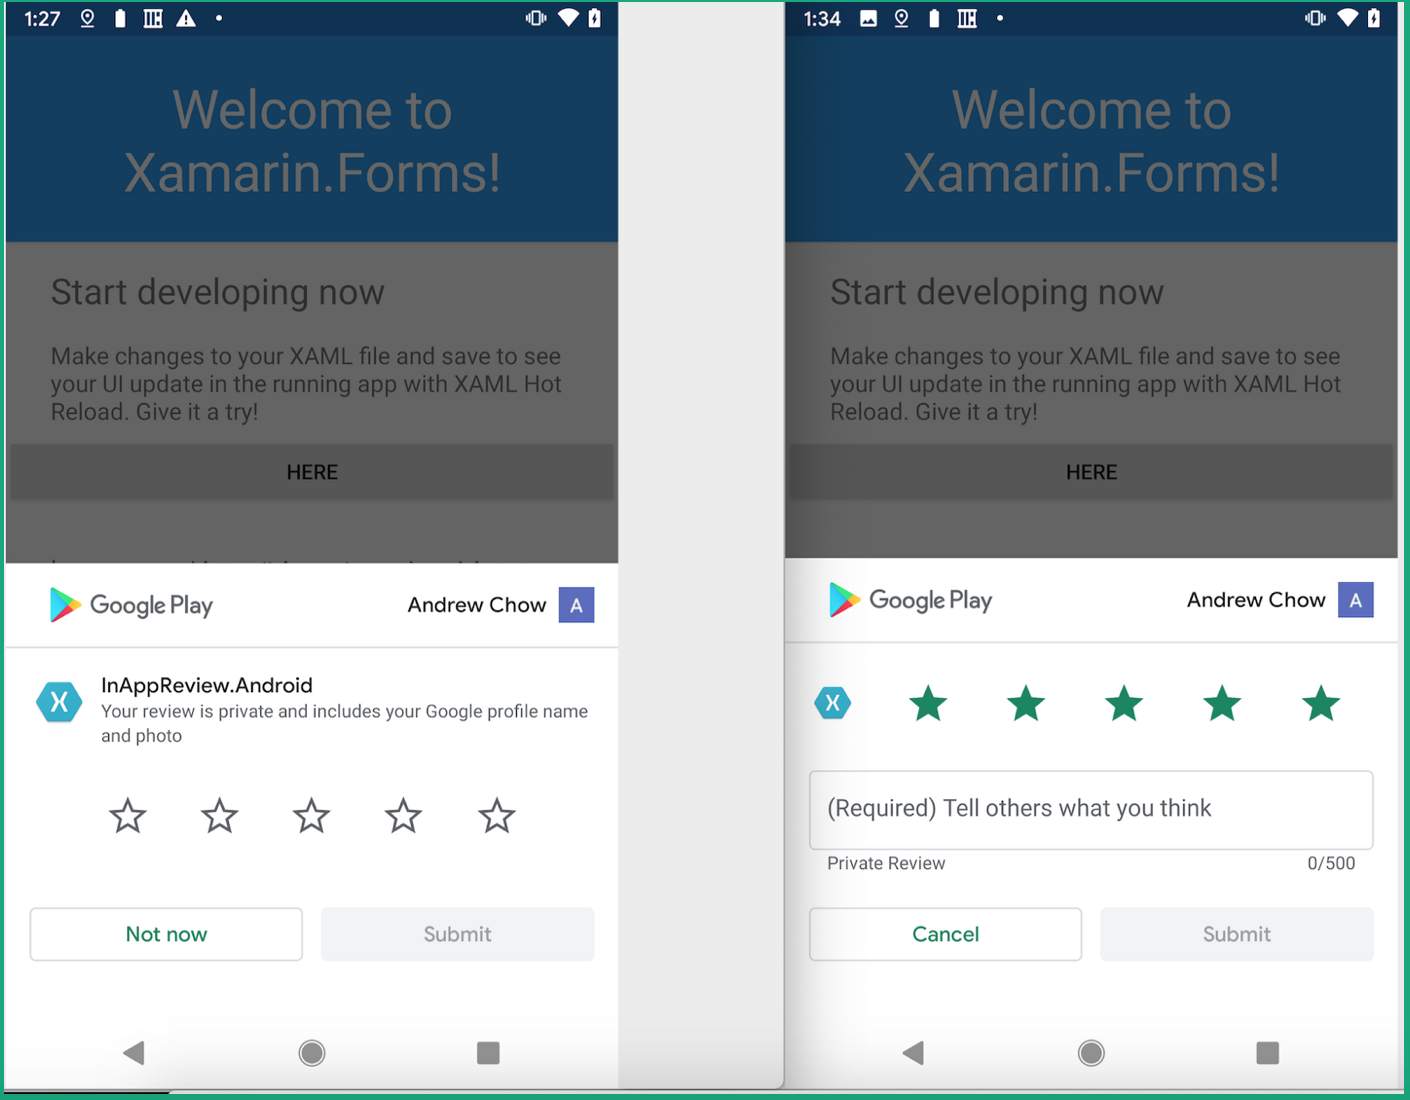 1:27
Welcome to
Xamarin.Forms!
Start developing now
Make changes to your XAML file and save to see
your UI update in the running app with XAML Hot
Reload. Give it a try!
HERE
Google Play
Andrew Chow
A
X
InAppReview.Android
Your review is private and includes your Google profile name
and photo
Not now
Submit
1:34
Welcome to
Xamarin.Forms!
Start developing now
Make changes to your XAML file and save to see
your UI update in the running app with XAML Hot
Reload. Give it a try!
HERE
Google Play
Andrew Chow
A
X
(Required) Tell others what you think
Private Review
0/500
Cancel
Submit